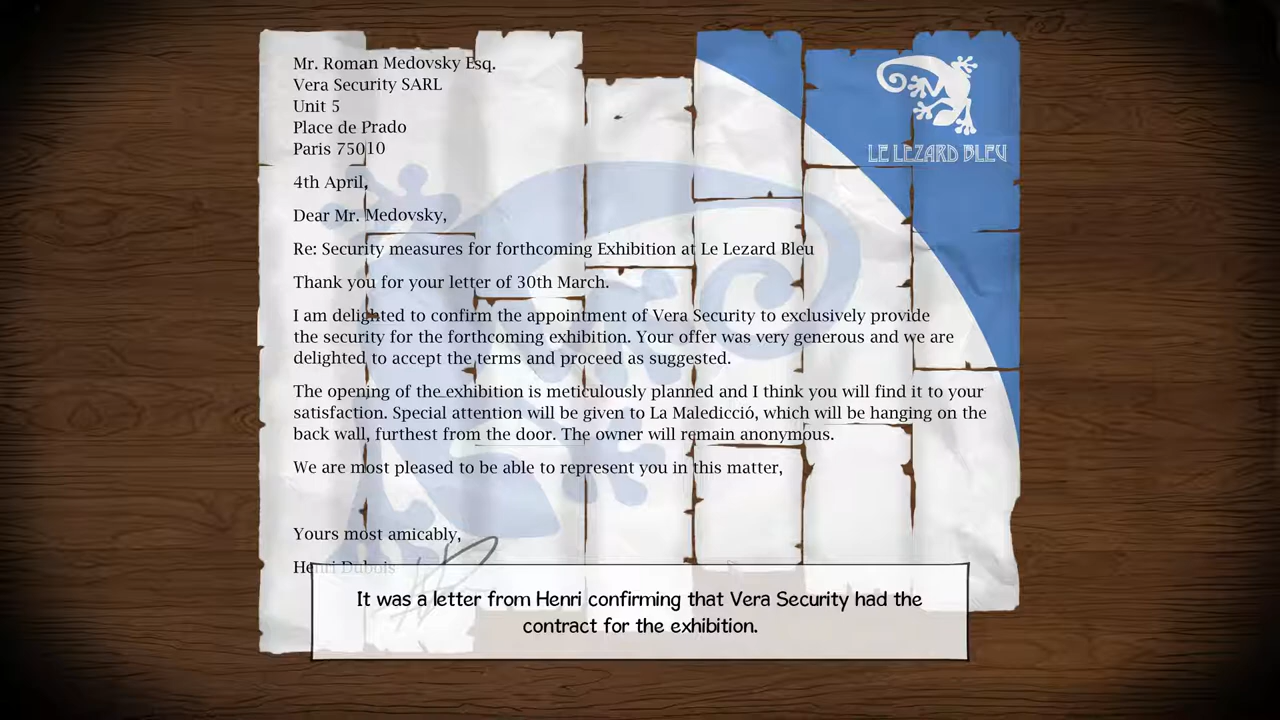 Mr. Roman Medovsky Esq.
Vera Security SARL
Unit 5
Place de Prado
Paris 75010
LE LEZARD BLEU
4th April,
Dear Mr. Medovsky,
Re: Security measures for forthcoming Exhibition at Le Lezard Bleu
Thank you for your letter of 30th March.
I am delighted to confirm the appointment of Vera Security to exclusively provide
the security for the forthcoming exhibition. Your offer was very generous and we are
delighted to accept the terms and proceed as suggested.
The opening of the exhibition is meticulously planned and I think you will find it to your
satisfaction. Special attention will be given to La Maledicció, which will be hanging on the
back wall, furthest from the door. The owner will remain anonymous.
We are most pleased to be able to represent you in this matter,
Yours most amicably,
Henri Dubois
It was a letter from Henri confirming that Vera Security had the
contract for the exhibition.